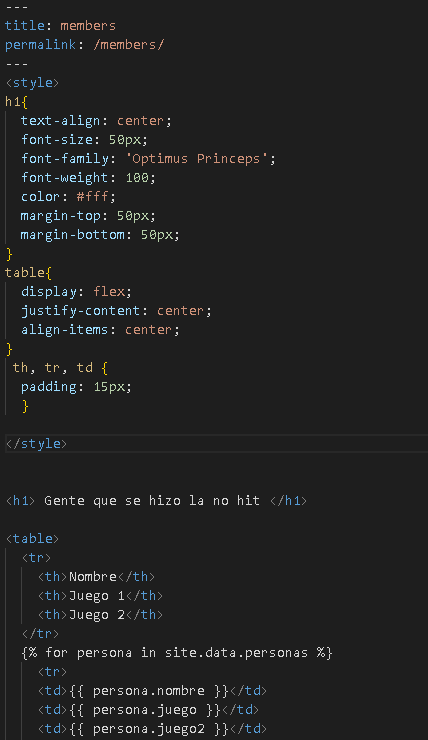 ---
title: members
permalink: /members/
---
<style>
h1{
  text-align: center;
  font-size: 50px;
  font-family: 'Optimus Princeps';
  font-weight: 100;
  color: #fff;
  margin-top: 50px;
  margin-bottom: 50px;
}
table{
  display: flex;
  justify-content: center;
  align-items: center;
}
 th, tr, td {
  padding: 15px;
  }
</style>
<h1> Gente que se hizo la no hit </h1>
<table>
  <tr>
    <th>Nombre</th>
    <th>Juego 1</th>
    <th>Juego 2</th>
  </tr>
  {% for persona in site.data.personas %}
    <tr>
    <td>{{ persona.nombre }}</td>
    <td>{{ persona.juego }}</td>
    <td>{{ persona.juego2 }}</td>